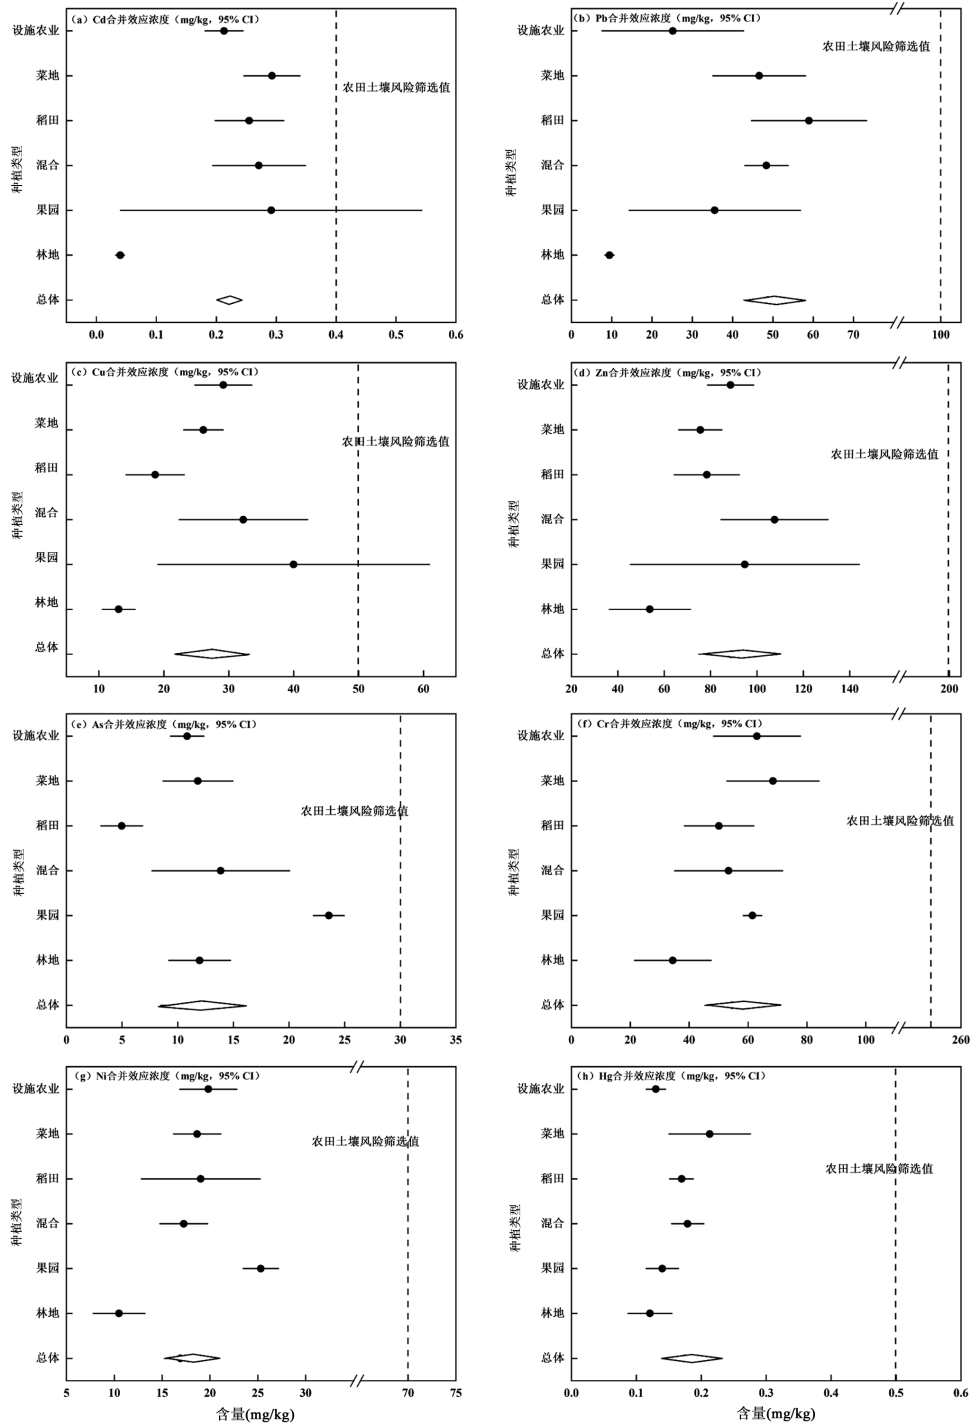 (a) Cd合并效应浓度（mg/kg，95% CI）
设施农业
菜地
稻田
混合
果园
林地
总体
种植类型
农田土壤风险筛选值
0.0 0.1 0.2 0.3 0.4 0.5 0.6
(b) Pb合并效应浓度（mg/kg，95% CI）
设施农业
菜地
稻田
混合
果园
林地
总体
种植类型
农田土壤风险筛选值
0 10 20 30 40 50 60 70 100
(c) Cu合并效应浓度（mg/kg，95% CI）
设施农业
菜地
稻田
混合
果园
林地
总体
种植类型
农田土壤风险筛选值
10 20 30 40 50 60
(d) Zn合并效应浓度（mg/kg，95% CI）
设施农业
菜地
稻田
混合
果园
林地
总体
种植类型
农田土壤风险筛选值
20 40 60 80 100 120 140 200
(e) As合并效应浓度（mg/kg，95% CI）
设施农业
菜地
稻田
混合
果园
林地
总体
种植类型
农田土壤风险筛选值
0 5 10 15 20 25 30 35
(f) Cr合并效应浓度（mg/kg，95% CI）
设施农业
菜地
稻田
混合
果园
林地
总体
种植类型
农田土壤风险筛选值
0 20 40 60 80 100 260
(g) Ni合并效应浓度（mg/kg，95% CI）
设施农业
菜地
稻田
混合
果园
林地
总体
种植类型
农田土壤风险筛选值
5 10 15 20 25 30 70 75
含量(mg/kg)
(h) Hg合并效应浓度（mg/kg，95% CI）
设施农业
菜地
稻田
混合
果园
林地
总体
种植类型
农田土壤风险筛选值
0.0 0.1 0.2 0.3 0.4 0.5 0.6
含量(mg/kg)